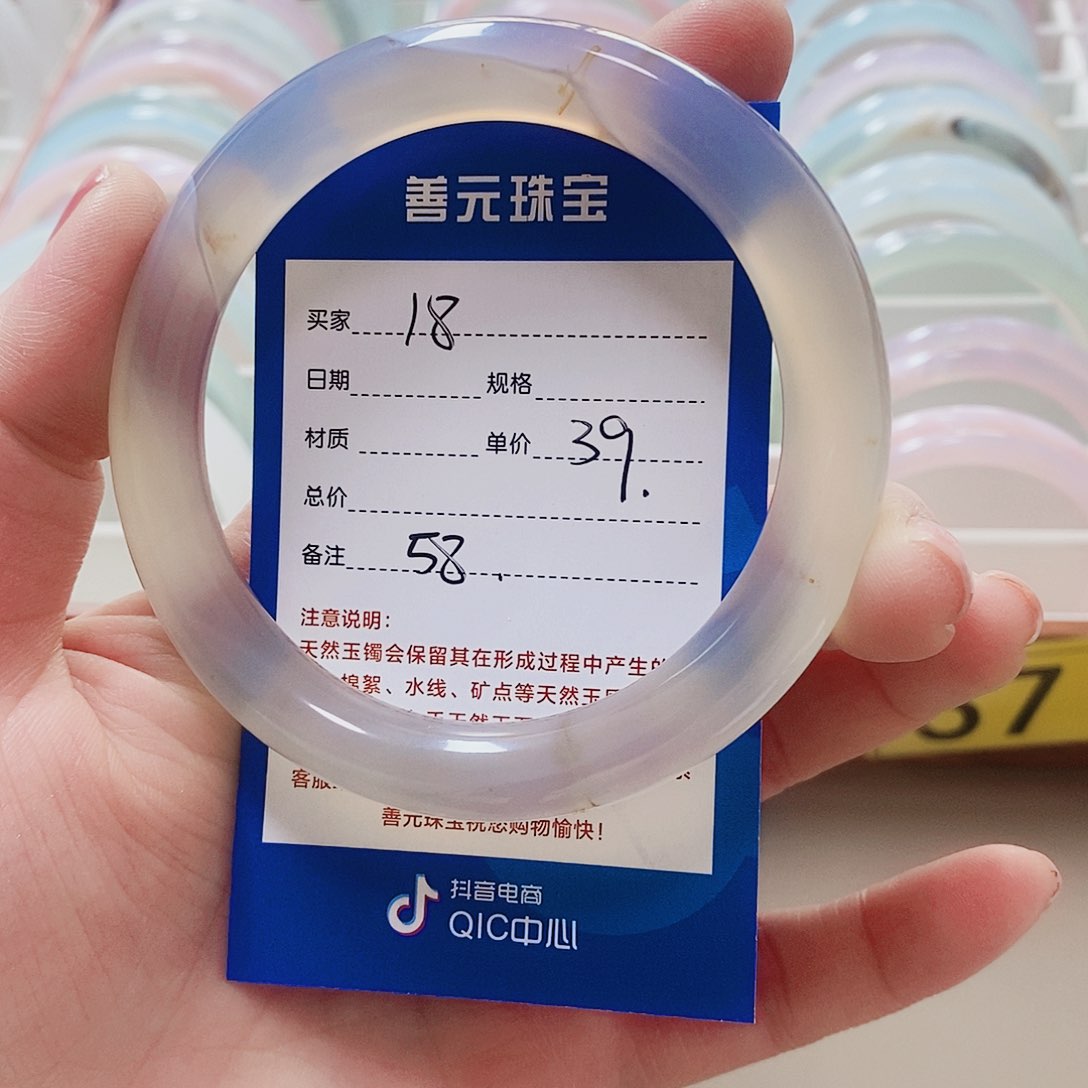 善元珠宝
买家 18
日期 规格
材质 单价 39.
总价
备注 58.
注意说明:
天然玉镯会保留其在形成过程中产生
棉絮、水线、矿点等天然玉
客服
善元珠宝祝您购物愉快!
抖音电商
QIC中心
57